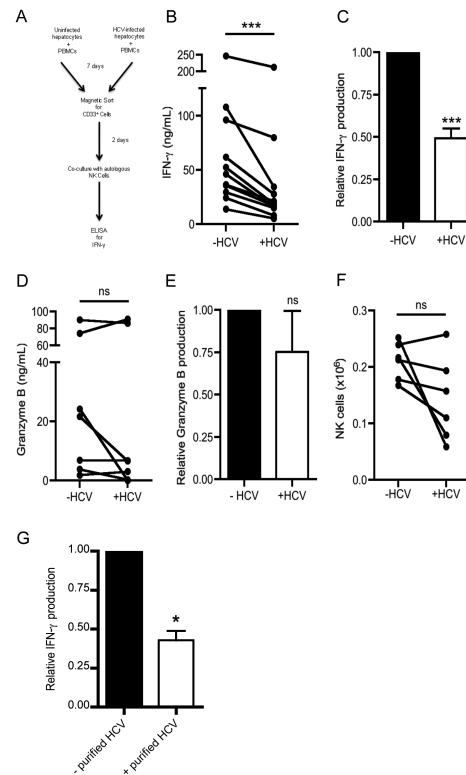 A
Uninfected
hepatocytes
+
PBMCs
HCV-infected
hepatocytes
+
PBMCs
7 days
Magnetic Sort
for
CD33+ Cells
2 days
Co-culture with autologous
NK Cells
ELISA
for
IFN-γ
B
***
IFN-γ (ng/mL)
250
200
100
50
0
-HCV
+HCV
C
Relative IFN-γ production
1.00
0.75
0.50
0.25
0.00
***
-HCV
+HCV
D
ns
Granzyme B (ng/mL)
100
90
80
70
60
40
20
0
-HCV
+HCV
E
Relative Granzyme B production
1.00
0.75
0.50
0.25
0.00
ns
- HCV
+HCV
F
ns
NK cells (x10⁶)
0.3
0.2
0.1
0.0
-HCV
+HCV
G
Relative IFN-γ production
1.00
0.75
0.50
0.25
0.00
*
- purified HCV
+ purified HCV